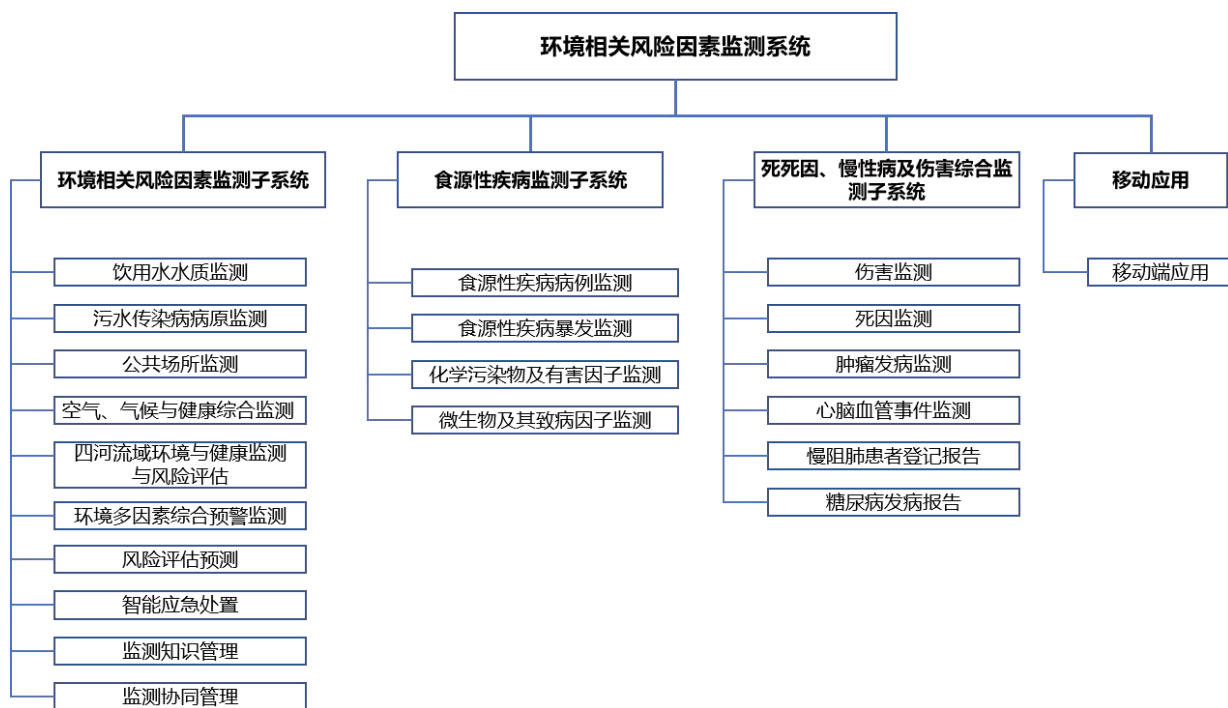 环境相关风险因素监测系统
环境相关风险因素监测子系统
饮用水水质监测
污水传染病病原监测
公共场所监测
空气、气候与健康综合监测
四河流域环境与健康监测
与风险评估
环境多因素综合预警监测
风险评估预测
智能应急处置
监测知识管理
监测协同管理
食源性疾病监测子系统
食源性疾病病例监测
食源性疾病暴发监测
化学污染物及有害因子监测
微生物及其致病因子监测
死死因、慢性病及伤害综合监
测子系统
伤害监测
死因监测
肿瘤发病监测
心脑血管事件监测
慢阻肺患者登记报告
糖尿病发病报告
移动应用
移动端应用